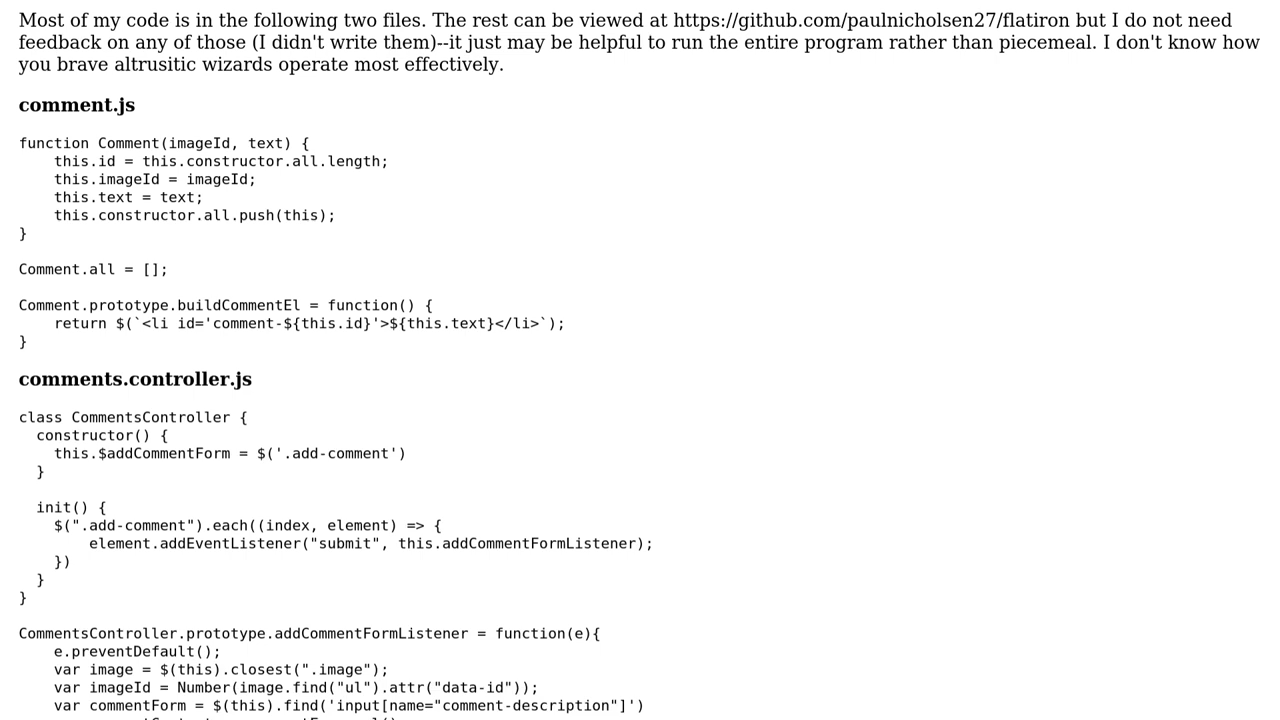 Most of my code is in the following two files. The rest can be viewed at https://github.com/paulnicholsen27/flatiron but I do not need
feedback on any of those (I didn't write them)--it just may be helpful to run the entire program rather than piecemeal. I don't know how
you brave altrusitic wizards operate most effectively.
comment.js
function Comment(imageId, text) {
    this.id = this.constructor.all.length;
    this.imageId = imageId;
    this.text = text;
    this.constructor.all.push(this);
}
Comment.all = [];
Comment.prototype.buildCommentEl = function() {
    return $(`<li id='comment-${this.id}'>${this.text}</li>`);
}
comments.controller.js
class CommentsController {
  constructor() {
    this.$addCommentForm = $('.add-comment')
  }
  init() {
    $(".add-comment").each((index, element) => {
        element.addEventListener("submit", this.addCommentFormListener);
    })
  }
}
CommentsController.prototype.addCommentFormListener = function(e){
    e.preventDefault();
    var image = $(this).closest(".image");
    var imageId = Number(image.find("ul").attr("data-id"));
    var commentForm = $(this).find('input[name="comment-description"]')